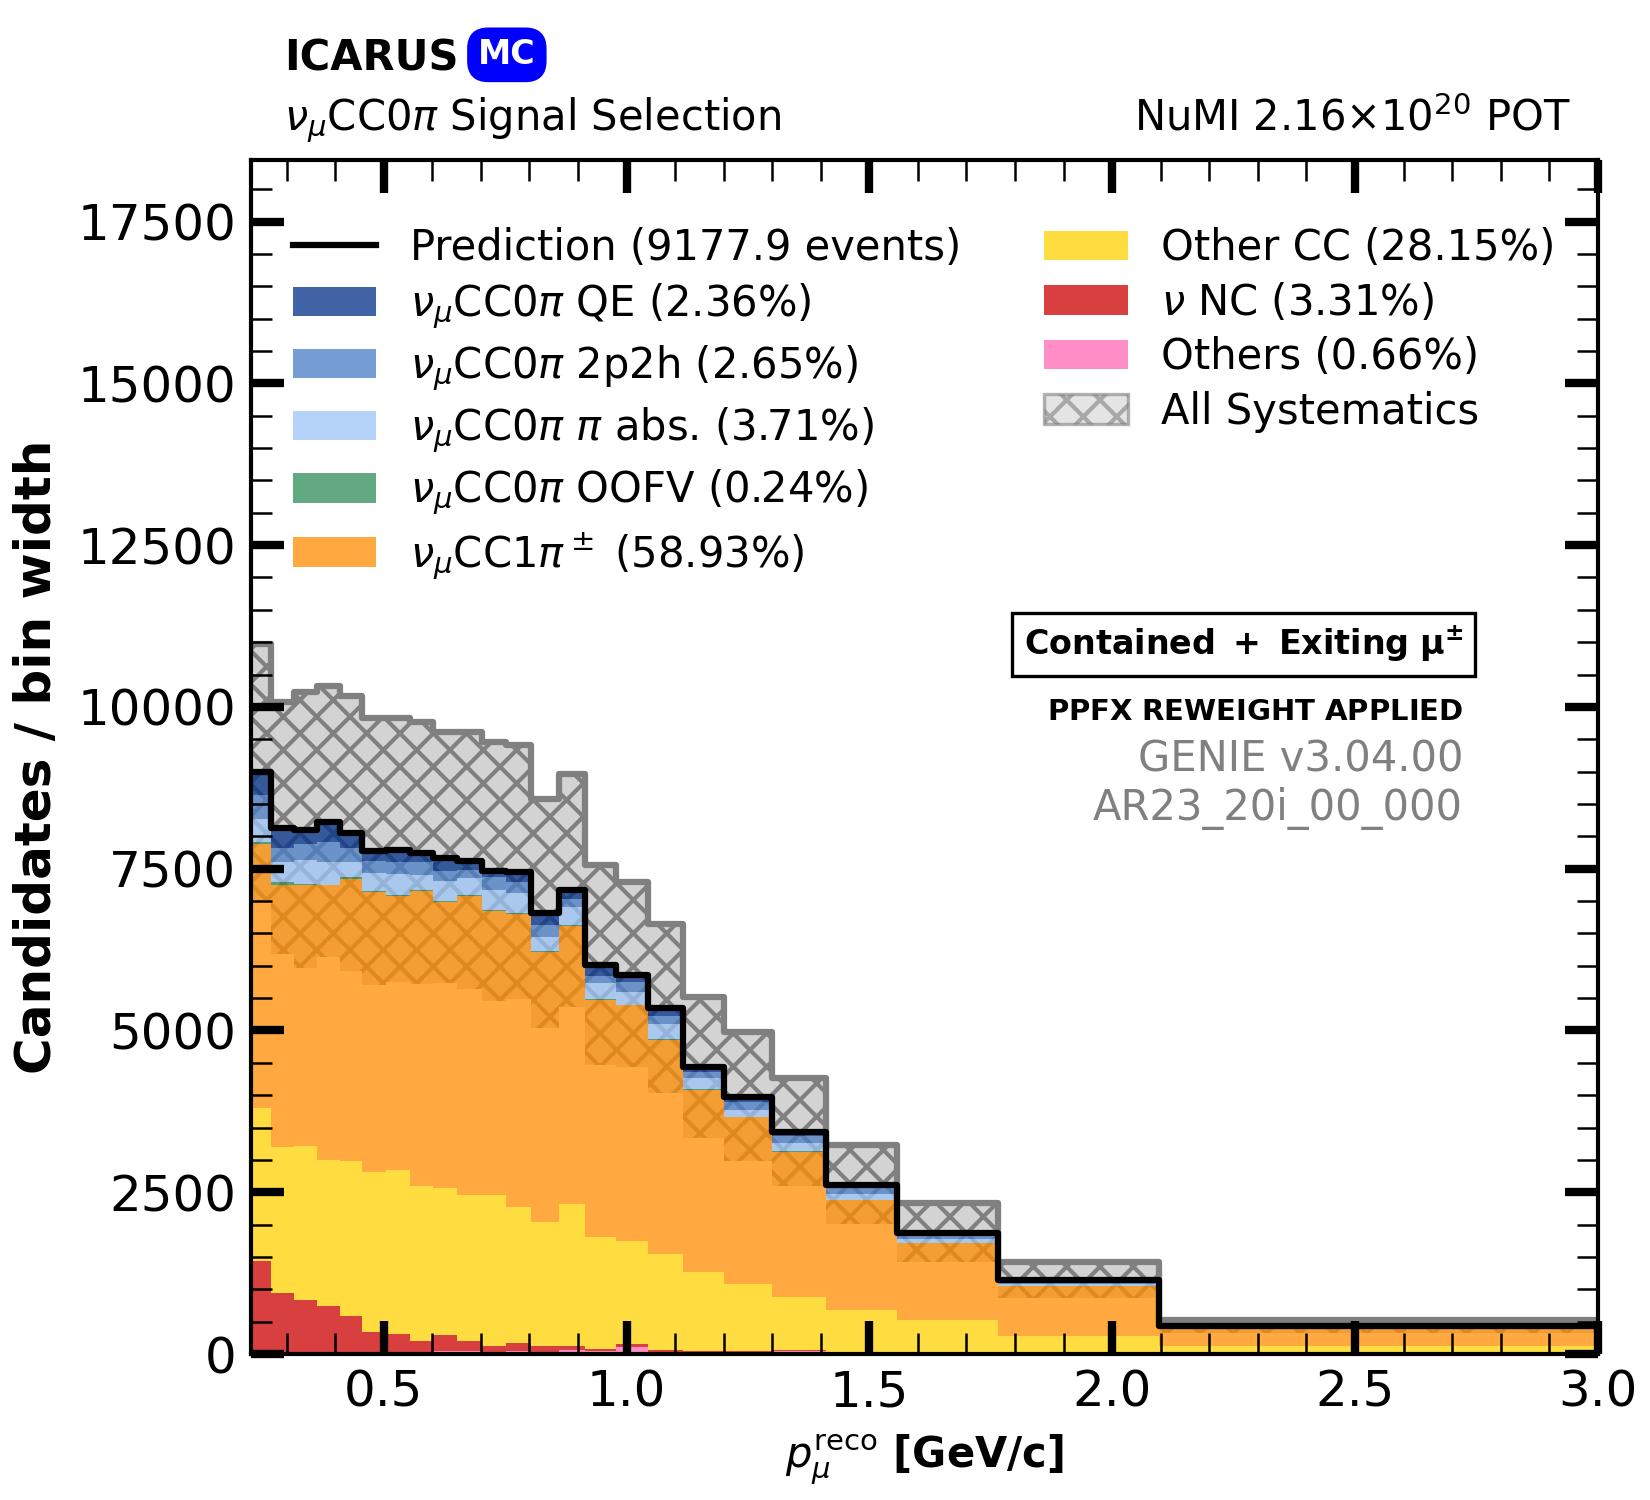 ICARUS MC
νμCC0π Signal Selection
NuMI 2.16×10²⁰ POT
17500
15000
12500
10000
7500
5000
2500
0
Candidates / bin width
Prediction (9177.9 events)
νμCC0π QE (2.36%)
νμCC0π 2p2h (2.65%)
νμCC0π π abs. (3.71%)
νμCC0π OOFV (0.24%)
νμCC1π± (58.93%)
Other CC (28.15%)
ν NC (3.31%)
Others (0.66%)
All Systematics
Contained + Exiting μ±
PPFX REWEIGHT APPLIED
GENIE v3.04.00
AR23_20i_00_000
0.5 1.0 1.5 2.0 2.5 3.0
pμ^reco [GeV/c]